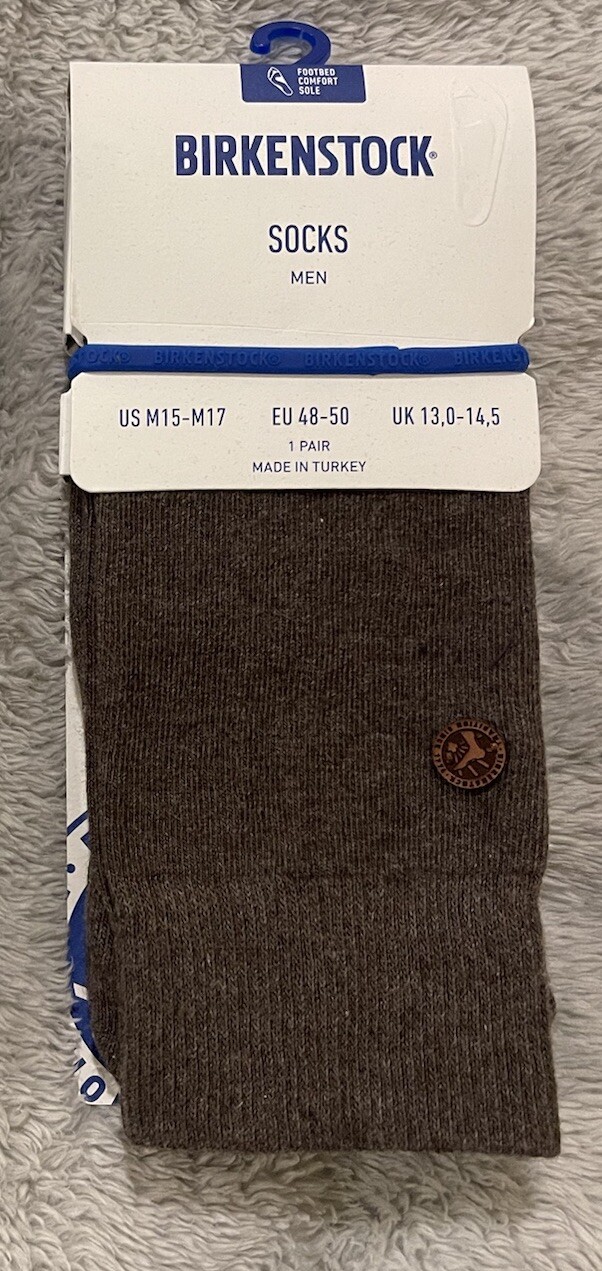 FOOTBED
COMFORT
SOLE
BIRKENSTOCK®
SOCKS
MEN
BIRKENSTOCK® BIRKENSTOCK®
US M15-M17 EU 48-50 UK 13,0-14,5
1 PAIR
MADE IN TURKEY